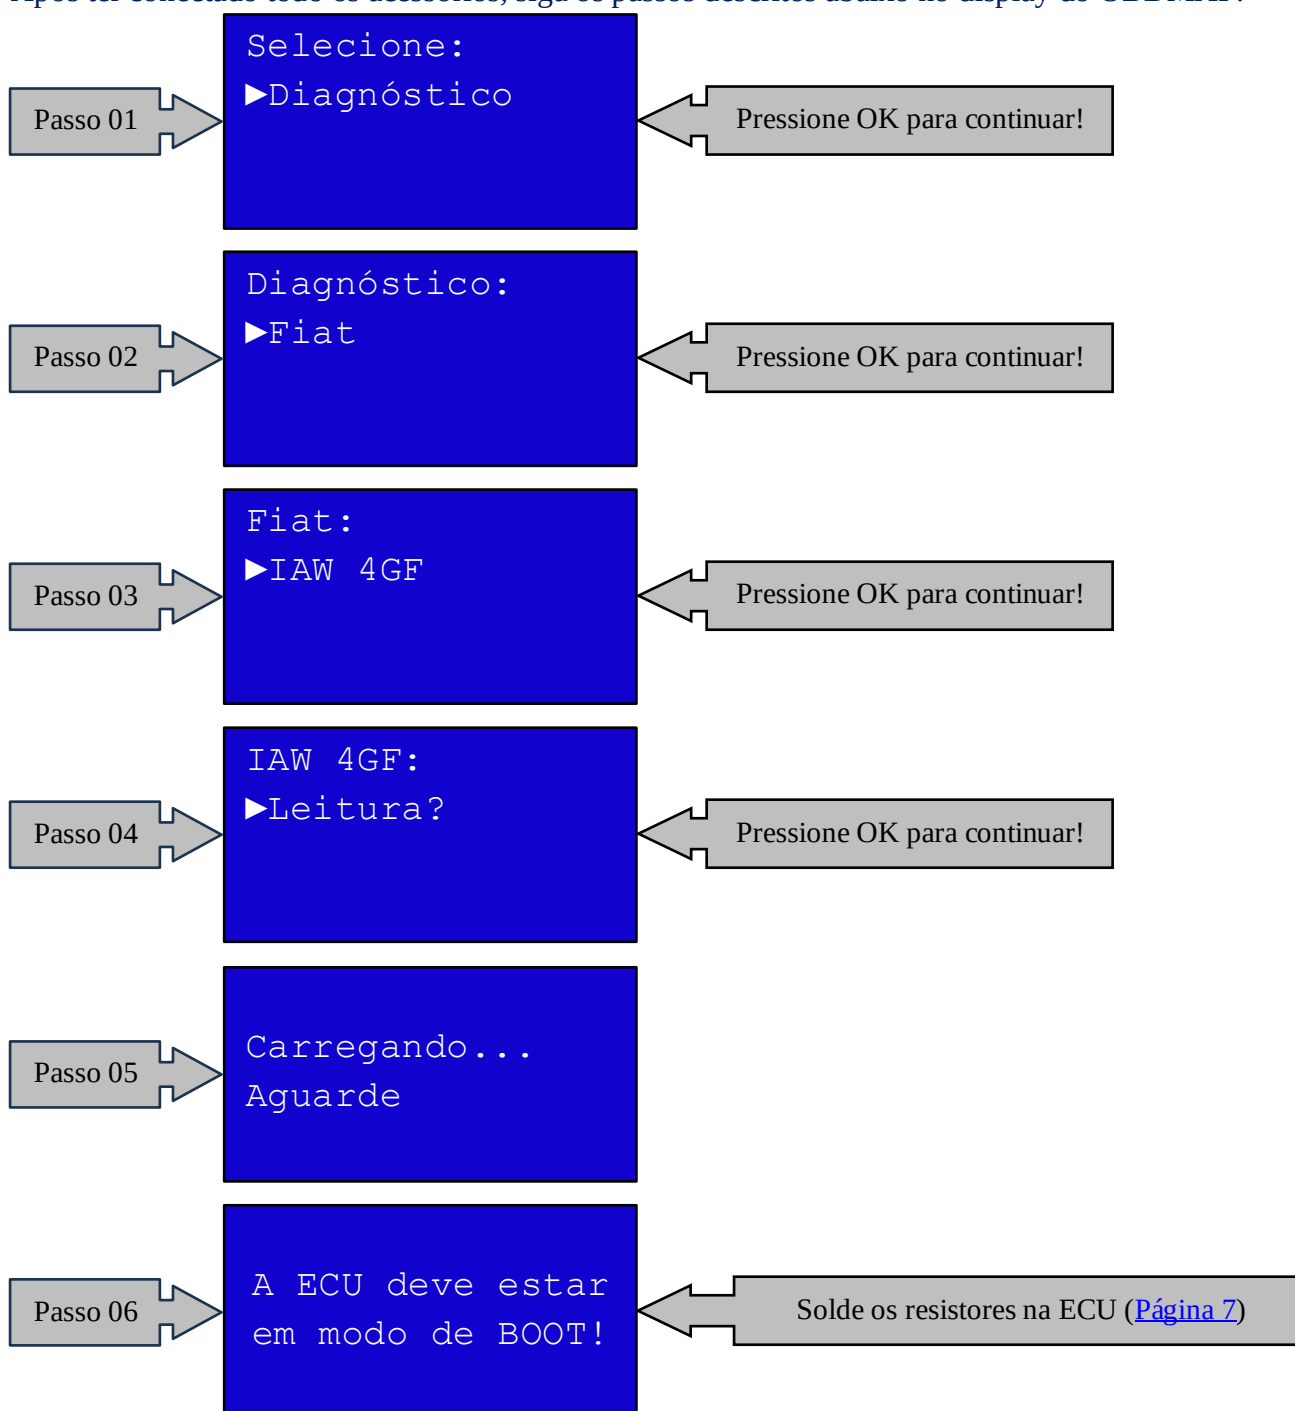 Selecione:
Passo 01
►Diagnóstico
Pressione OK para continuar!
Diagnóstico:
Passo 02
►Fiat
Pressione OK para continuar!
Fiat:
Passo 03
►IAW 4GF
Pressione OK para continuar!
IAW 4GF:
Passo 04
►Leitura?
Pressione OK para continuar!
Passo 05
Carregando...
Aguarde
Passo 06
A ECU deve estar
em modo de BOOT!
Solde os resistores na ECU (Página 7)